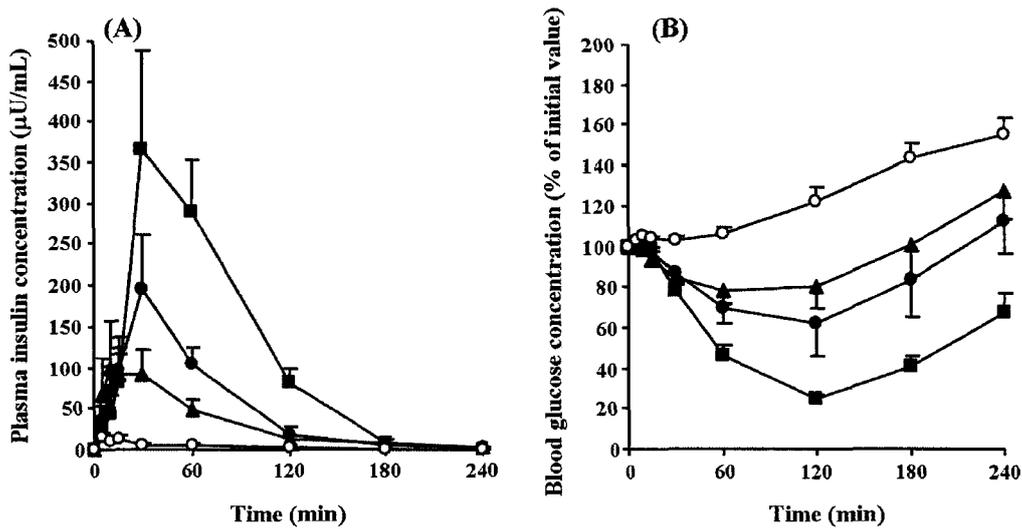 (A)
Plasma insulin concentration (μU/mL)
500
450
400
350
300
250
200
150
100
50
0
0 60 120 180 240
Time (min)
(B)
Blood glucose concentration (% of initial value)
200
180
160
140
120
100
80
60
40
20
0
0 60 120 180 240
Time (min)